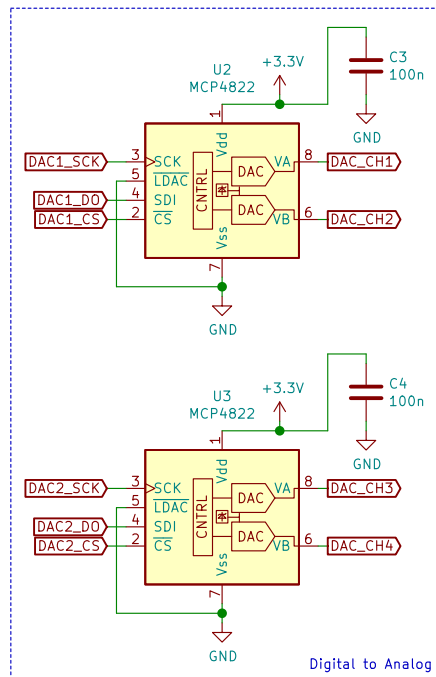 +3.3V
C3
100n
GND
U2
MCP4822
1
Vdd
DAC1_SCK
3
SCK
5
LDAC
DAC1_DO
4
SDI
DAC1_CS
2
CS
CNTRL
DAC
DAC
VA
8
DAC_CH1
VB
6
DAC_CH2
Vss
7
GND
+3.3V
C4
100n
GND
U3
MCP4822
1
Vdd
DAC2_SCK
3
SCK
5
LDAC
DAC2_DO
4
SDI
DAC2_CS
2
CS
CNTRL
DAC
DAC
VA
8
DAC_CH3
VB
6
DAC_CH4
Vss
7
GND
Digital to Analog